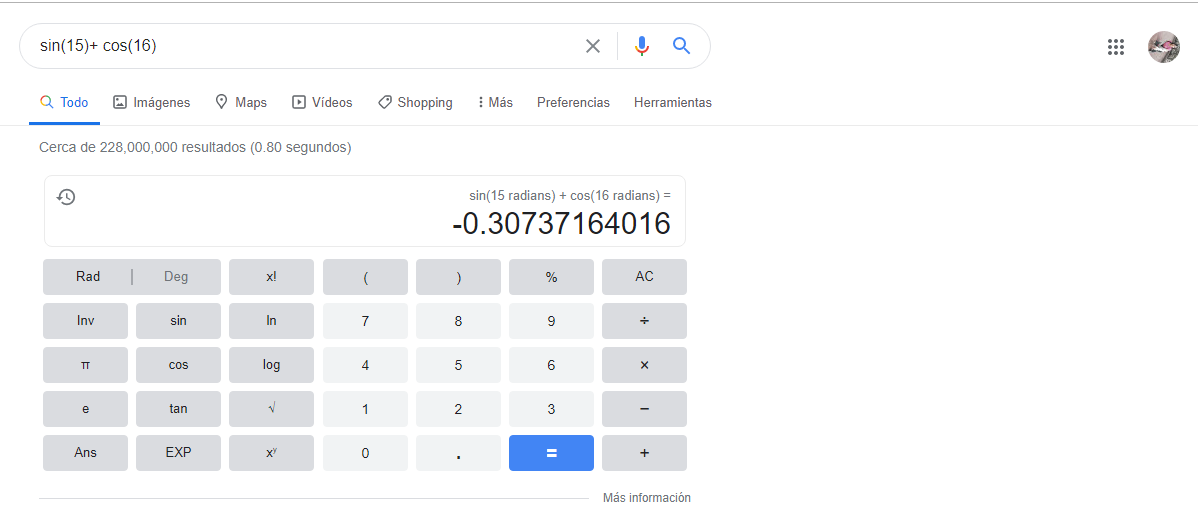 sin(15)+ cos(16)
Todo Imágenes Maps Vídeos Shopping Más Preferencias Herramientas
Cerca de 228,000,000 resultados (0.80 segundos)
sin(15 radians) + cos(16 radians) =
-0.30737164016
Rad | Deg x! ( ) % AC
Inv sin ln 7 8 9 ÷
π cos log 4 5 6 ×
e tan √ 1 2 3 −
Ans EXP xʸ 0 . = +
Más información